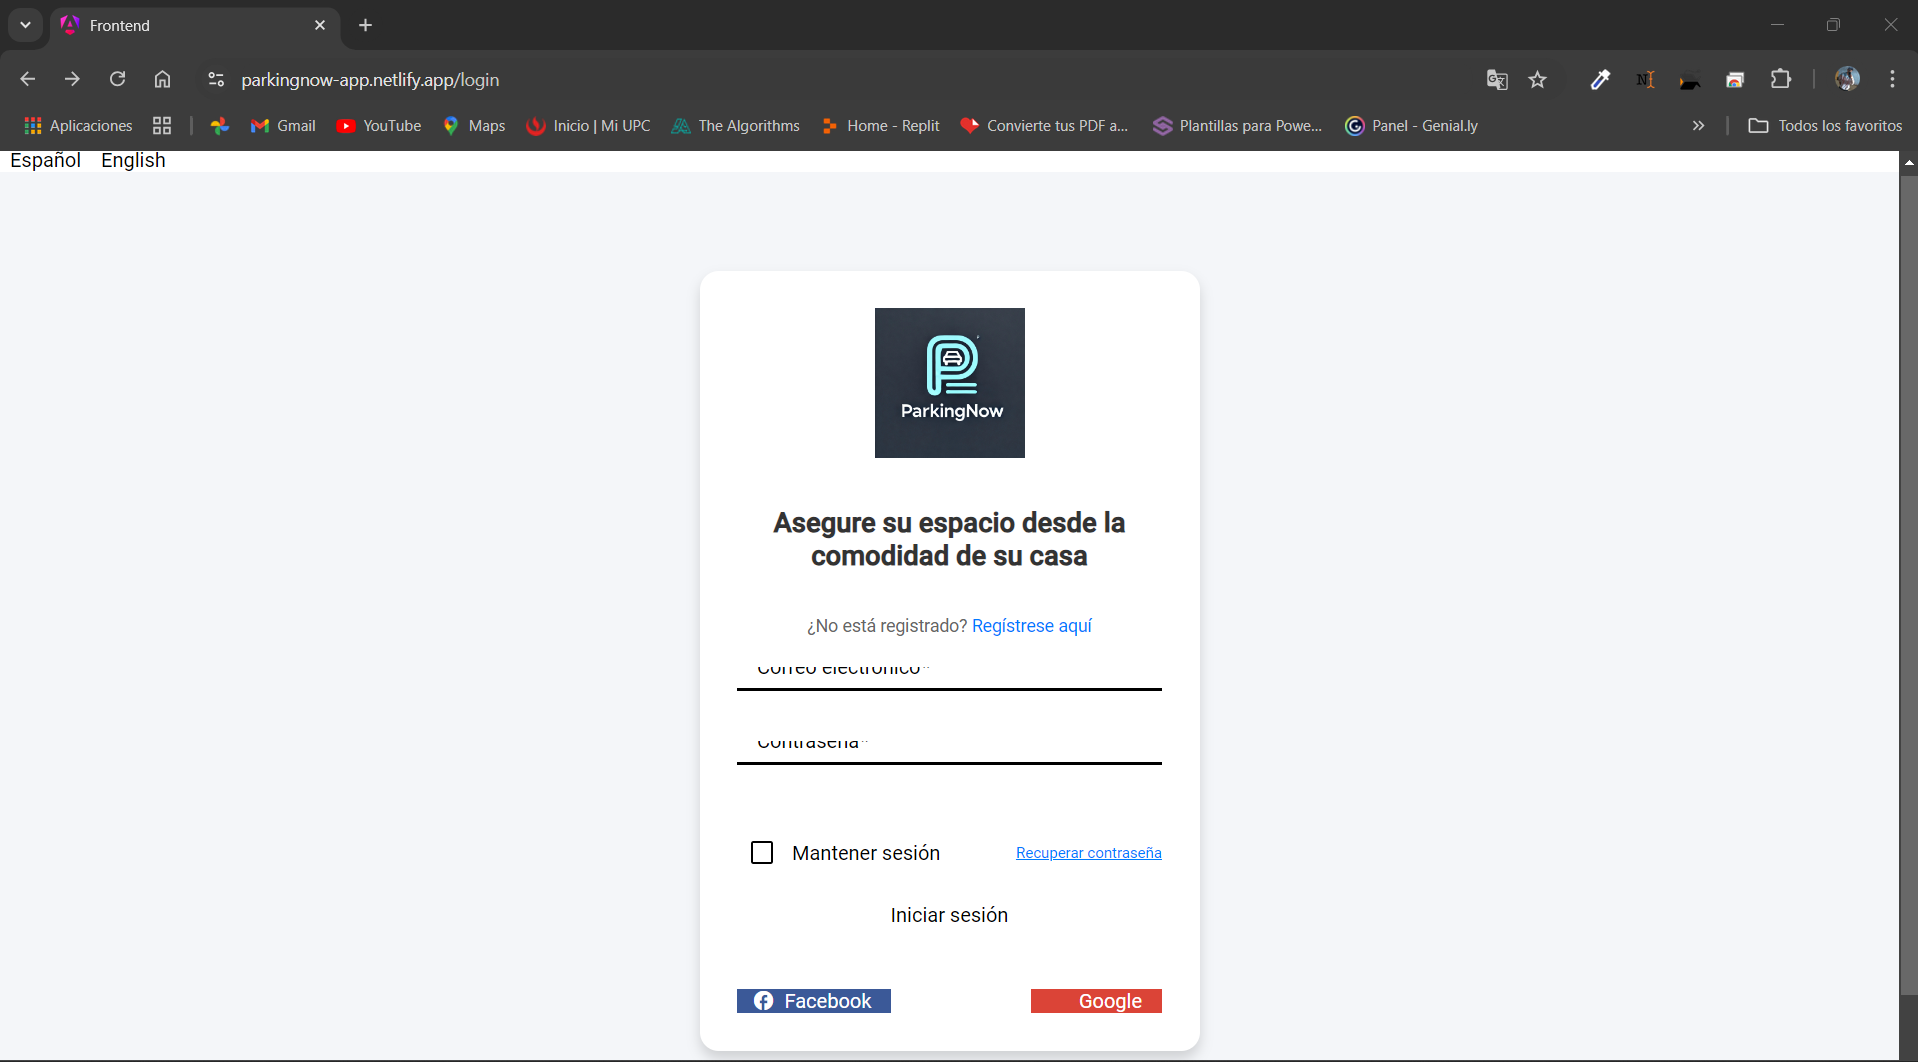 Frontend
parkingnow-app.netlify.app/login
Aplicaciones Gmail YouTube Maps Inicio | Mi UPC The Algorithms Home - Replit Convierte tus PDF a... Plantillas para Powe... Panel - Genial.ly » Todos los favoritos
Español English
ParkingNow
Asegure su espacio desde la
comodidad de su casa
¿No está registrado? Regístrese aquí
Correo electrónico*
Contraseña*
Mantener sesión Recuperar contraseña
Iniciar sesión
Facebook Google